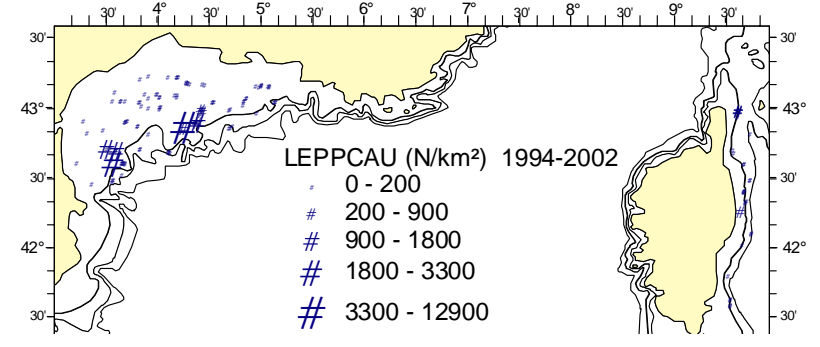 4° 30' 5° 30' 6° 30' 7° 30' 8° 30' 9° 30'
30' 30'
43° 43°
LEPPCAU (N/km²) 1994-2002
30' 0 - 200 30'
# 200 - 900
# 900 - 1800
42° 42°
# 1800 - 3300
30' # 3300 - 12900 30'